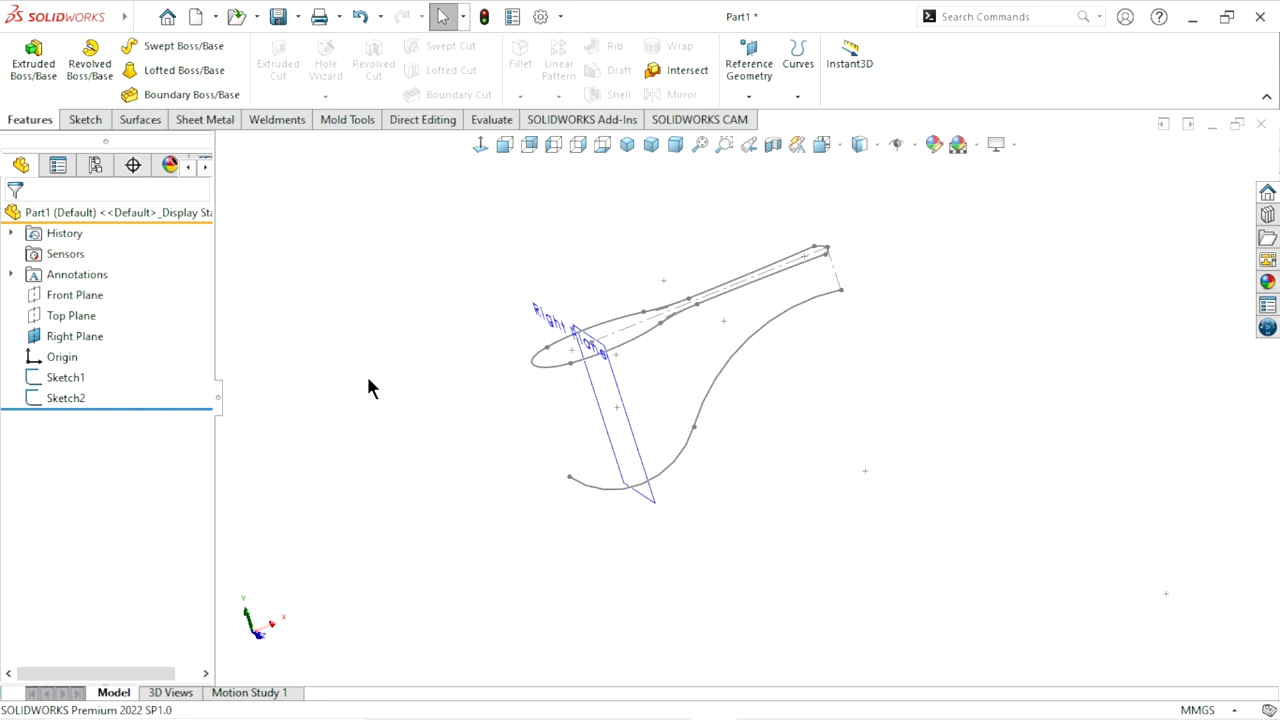 SOLIDWORKS
Part1 *
Search Commands
Extruded Boss/Base
Revolved Boss/Base
Swept Boss/Base
Lofted Boss/Base
Boundary Boss/Base
Extruded Cut
Hole Wizard
Revolved Cut
Swept Cut
Lofted Cut
Boundary Cut
Fillet
Linear Pattern
Rib
Draft
Shell
Wrap
Intersect
Mirror
Reference Geometry
Curves
Instant3D
Features
Sketch
Surfaces
Sheet Metal
Weldments
Mold Tools
Direct Editing
Evaluate
SOLIDWORKS Add-Ins
SOLIDWORKS CAM
Part1 (Default) <<Default>_Display Sta
History
Sensors
Annotations
Front Plane
Top Plane
Right Plane
Origin
Sketch1
Sketch2
Y
X
Model
3D Views
Motion Study 1
SOLIDWORKS Premium 2022 SP1.0
MMGS